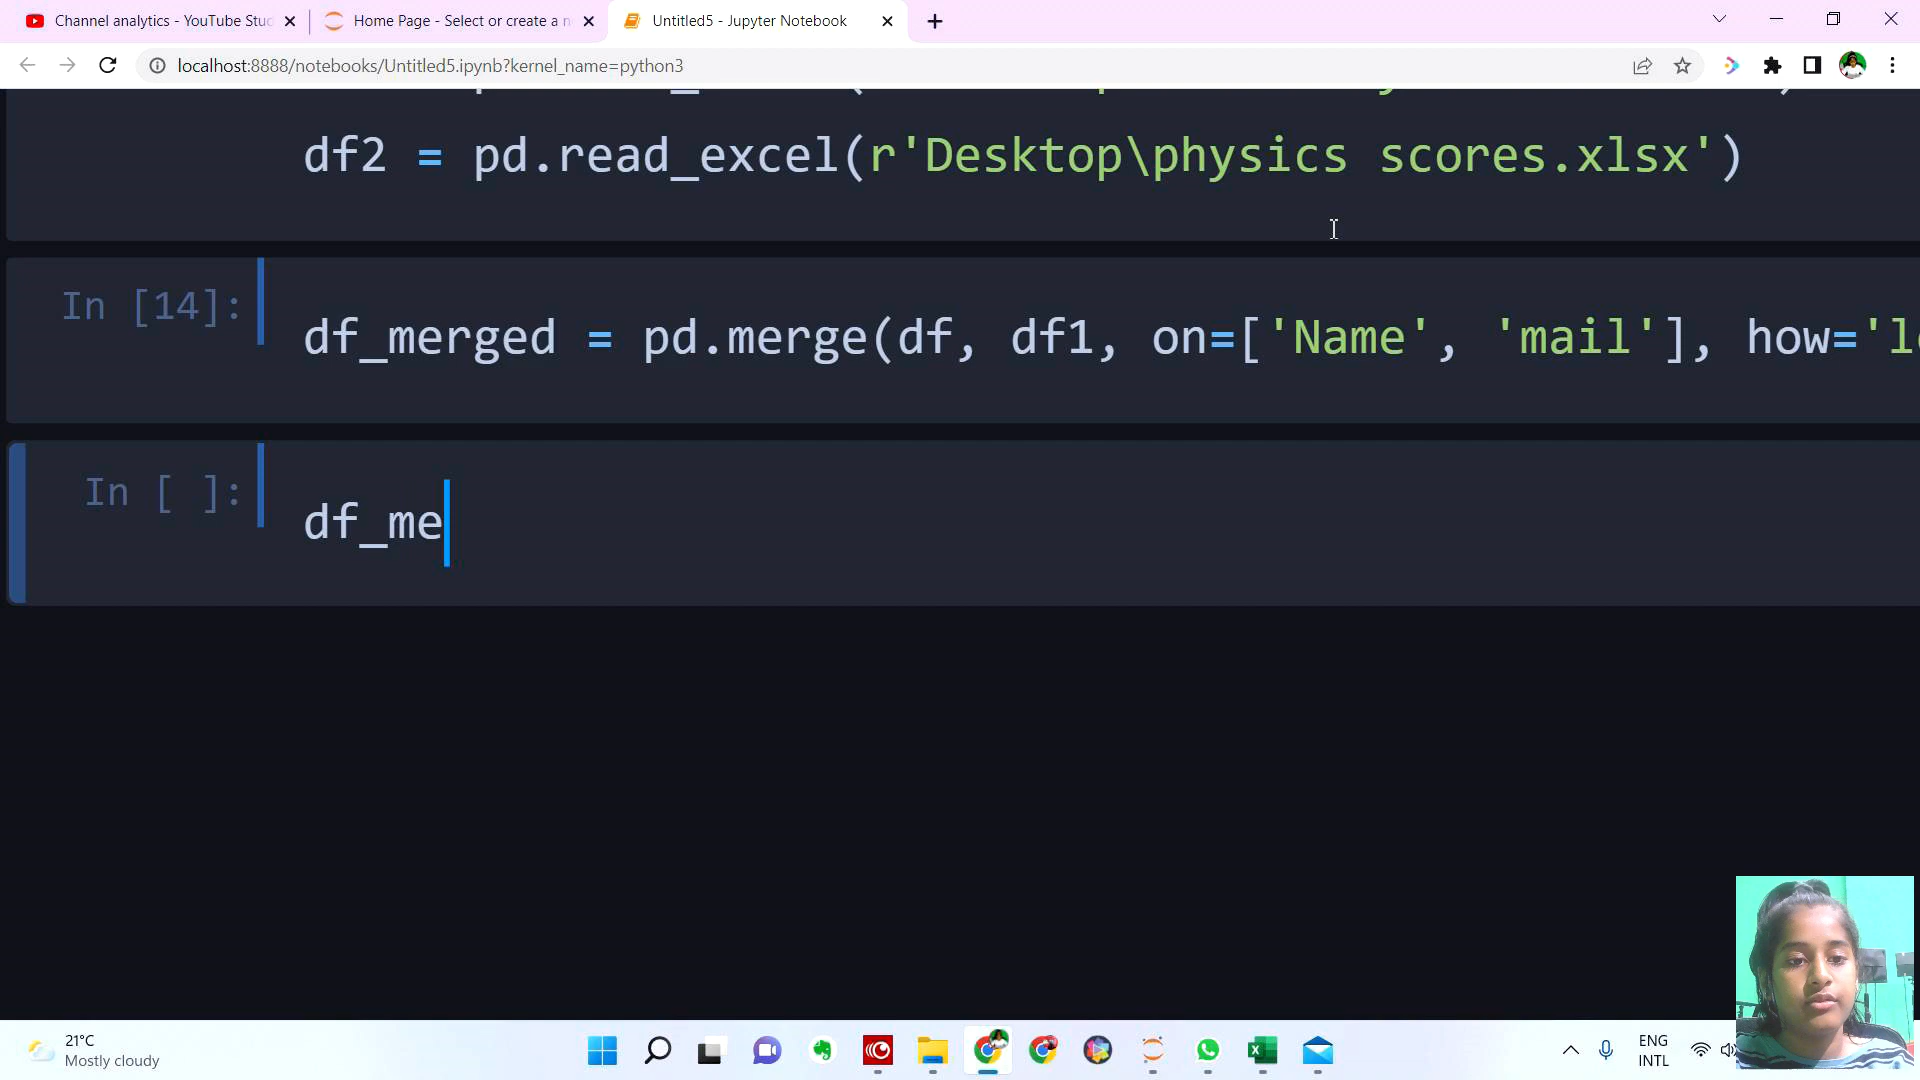 Channel analytics - YouTube Stu
Home Page - Select or create a n
Untitled5 - Jupyter Notebook
localhost:8888/notebooks/Untitled5.ipynb?kernel_name=python3
df2 = pd.read_excel(r'Desktop\physics scores.xlsx')
In [14]:
df_merged = pd.merge(df, df1, on=['Name', 'mail'], how='l
In [ ]:
df_me
21°C
Mostly cloudy
ENG
INTL